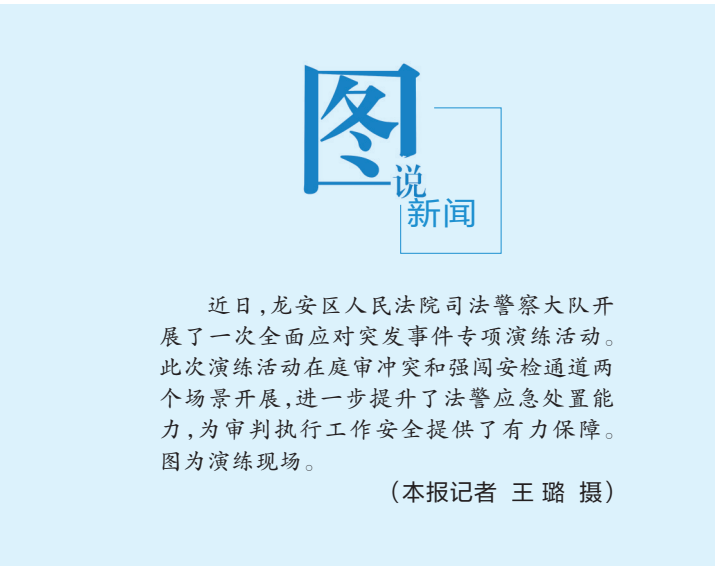 图
说
新闻
近日,龙安区人民法院司法警察大队开
展了一次全面应对突发事件专项演练活动。
此次演练活动在庭审冲突和强闯安检通道两
个场景开展,进一步提升了法警应急处置能
力,为审判执行工作安全提供了有力保障。
图为演练现场。
(本报记者 王 璐 摄)